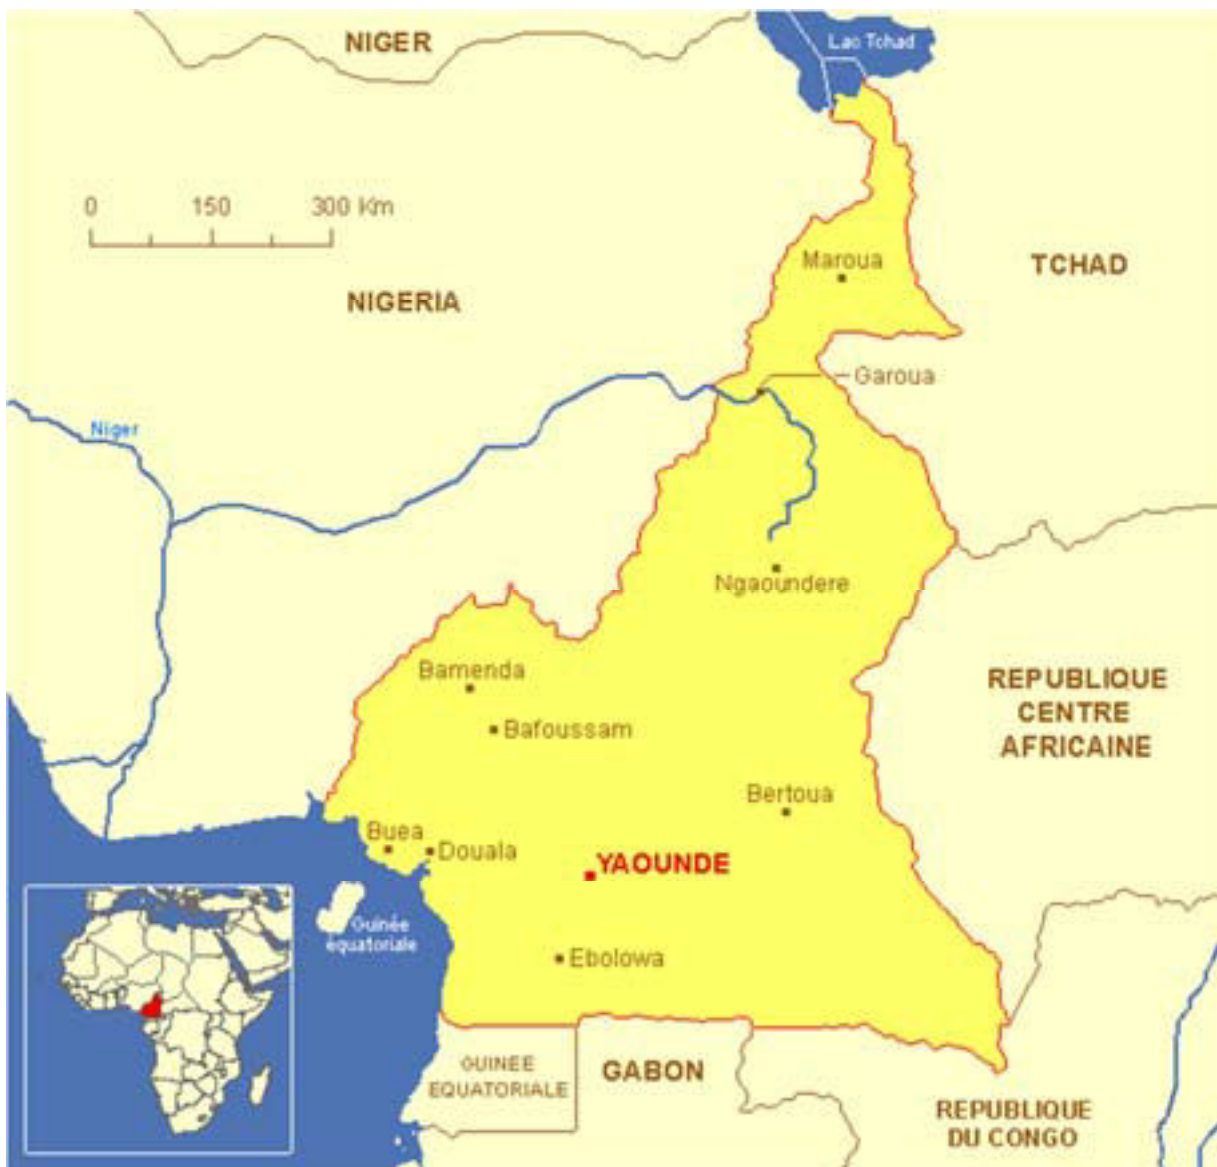 NIGER
Lac Tchad
0 150 300 Km
Maroua
TCHAD
NIGERIA
Garoua
Niger
Ngaoundere
Bamenda
REPUBLIQUE
CENTRE
AFRICAINE
Bafoussam
Bertoua
Buea
Douala
YAOUNDE
Guinée
équatoriale
Ebolowa
GUINEE
EQUATORIALE
GABON
REPUBLIQUE
DU CONGO